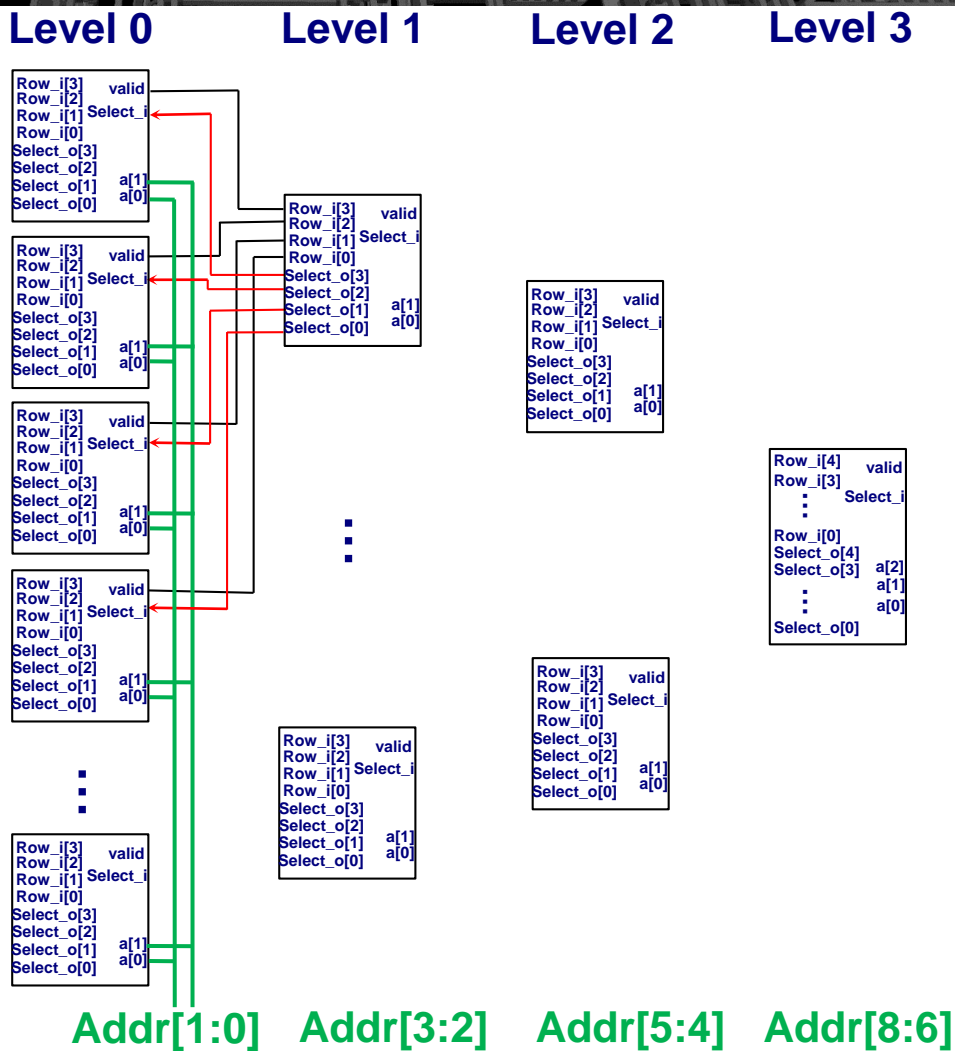 Level 0
Level 1
Level 2
Level 3
Row_i[3]
valid
Row_i[2]
Row_i[1]
Select_i
Row_i[0]
Select_o[3]
Select_o[2]
Select_o[1]
a[1]
Select_o[0]
a[0]
Row_i[3]
valid
Row_i[2]
Row_i[1]
Select_i
Row_i[0]
Select_o[3]
Select_o[2]
Select_o[1]
a[1]
Select_o[0]
a[0]
Row_i[3]
valid
Row_i[2]
Row_i[1]
Select_i
Row_i[0]
Select_o[3]
Select_o[2]
Select_o[1]
a[1]
Select_o[0]
a[0]
Row_i[3]
valid
Row_i[2]
Row_i[1]
Select_i
Row_i[0]
Select_o[3]
Select_o[2]
Select_o[1]
a[1]
Select_o[0]
a[0]
Row_i[3]
valid
Row_i[2]
Row_i[1]
Select_i
Row_i[0]
Select_o[3]
Select_o[2]
Select_o[1]
a[1]
Select_o[0]
a[0]
Row_i[3]
valid
Row_i[2]
Row_i[1]
Select_i
Row_i[0]
Select_o[3]
Select_o[2]
Select_o[1]
a[1]
Select_o[0]
a[0]
Row_i[3]
valid
Row_i[2]
Row_i[1]
Select_i
Row_i[0]
Select_o[3]
Select_o[2]
Select_o[1]
a[1]
Select_o[0]
a[0]
Row_i[3]
valid
Row_i[2]
Row_i[1]
Select_i
Row_i[0]
Select_o[3]
Select_o[2]
Select_o[1]
a[1]
Select_o[0]
a[0]
Row_i[3]
valid
Row_i[2]
Row_i[1]
Select_i
Row_i[0]
Select_o[3]
Select_o[2]
Select_o[1]
a[1]
Select_o[0]
a[0]
Row_i[4]
valid
Row_i[3]
Select_i
Row_i[0]
Select_o[4]
Select_o[3]
a[2]
a[1]
a[0]
Select_o[0]
Addr[1:0]
Addr[3:2]
Addr[5:4]
Addr[8:6]